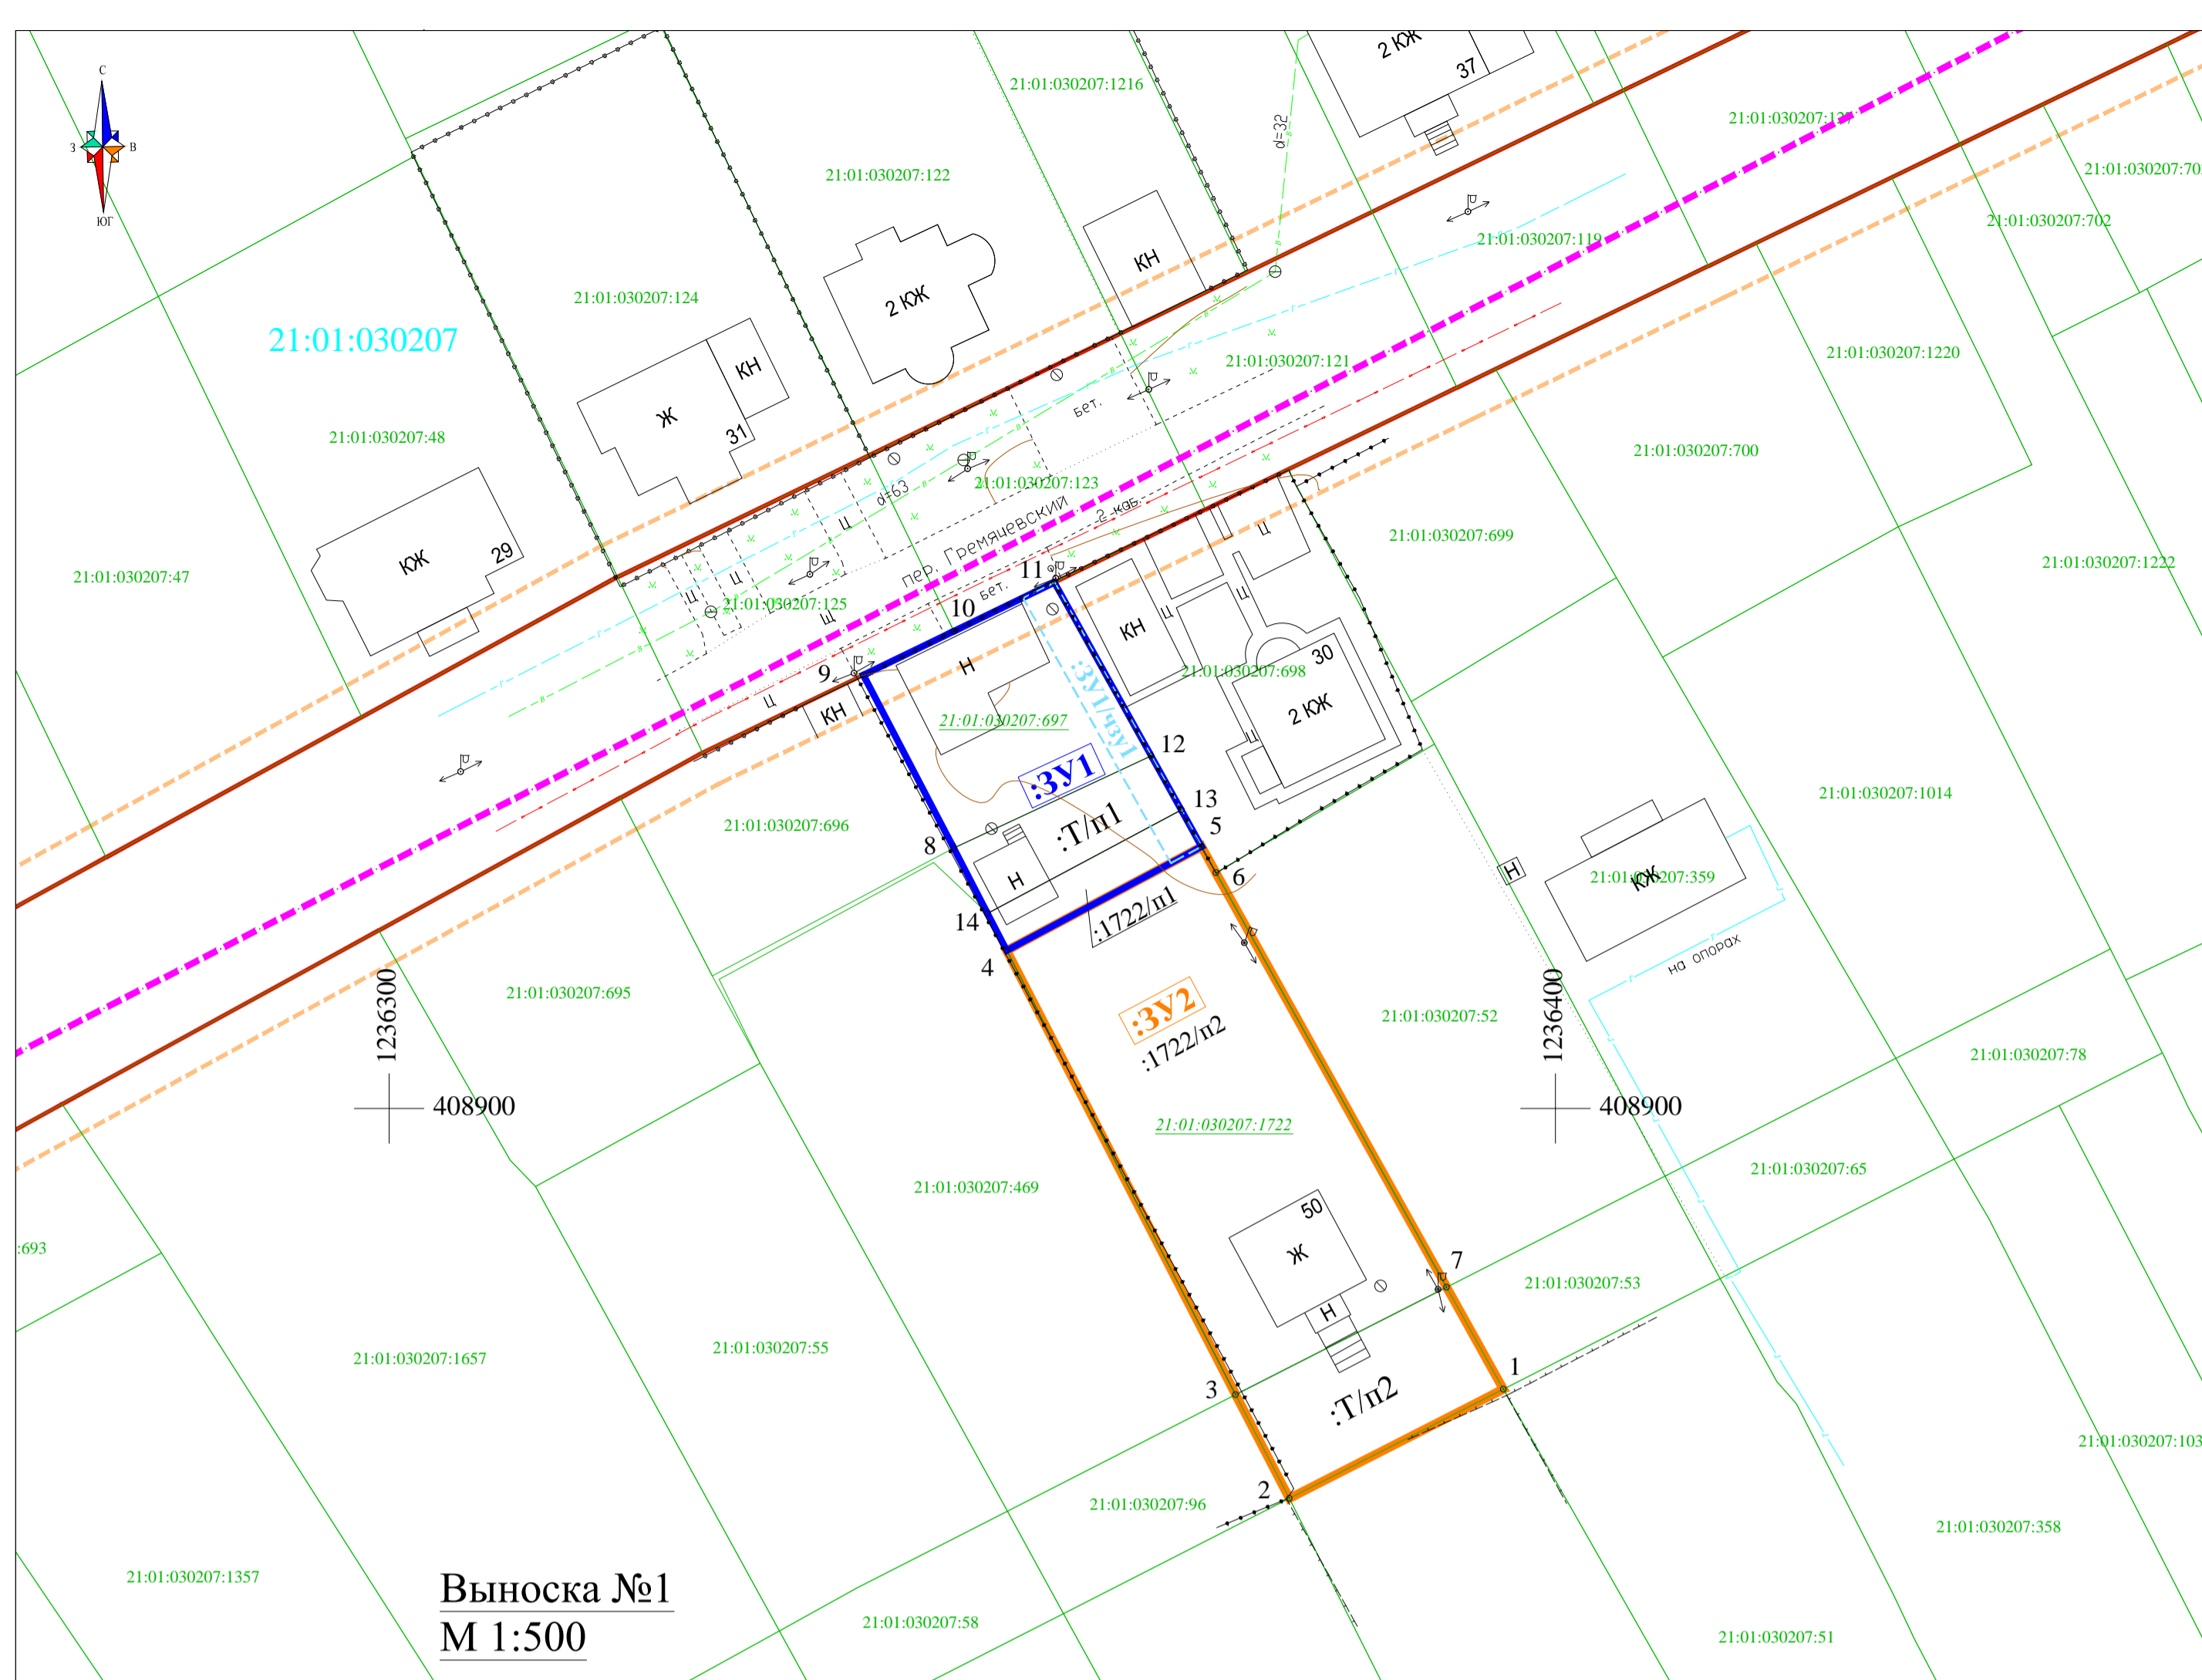 С
З
В
ЮГ
21:01:030207:1216
2 КЖ
37
d=32
21:01:030207:122
21:01:030207:702
21:01:030207:119
21:01:030207
21:01:030207:124
2 КЖ
КН
КН
Ж
31
бет.
21:01:030207:121
21:01:030207:1220
21:01:030207:48
21:01:030207:700
КЖ
29
d=63
21:01:030207:123
пер. Гремячевский
2 каб.
Ц
21:01:030207:699
21:01:030207:47
21:01:030207:1222
Ц
Ц
Ц
21:01:030207:125
Ц
бет.
10
11
КН
Ц
Ц
30
2 КЖ
Ц
21:01:030207:698
9
Н
Ц
КН
21:01:030207:697
:ЗУ1/чзу1
12
:ЗУ1
13
:Т/п1
5
21:01:030207:696
8
Н
6
14
:1722/п1
4
21:01:030207:1014
Н
КЖ
21:01:030207:359
на опорах
21:01:030207:695
:ЗУ2
:1722/п2
21:01:030207:52
1236300
408900
1236400
408900
21:01:030207:78
21:01:030207:1722
21:01:030207:65
21:01:030207:469
:693
50
Ж
Н
7
21:01:030207:53
21:01:030207:1657
21:01:030207:55
3
:Т/п2
1
2
21:01:030207:96
21:01:030207:103
21:01:030207:358
21:01:030207:1357
Выноска №1
М 1:500
21:01:030207:58
21:01:030207:51